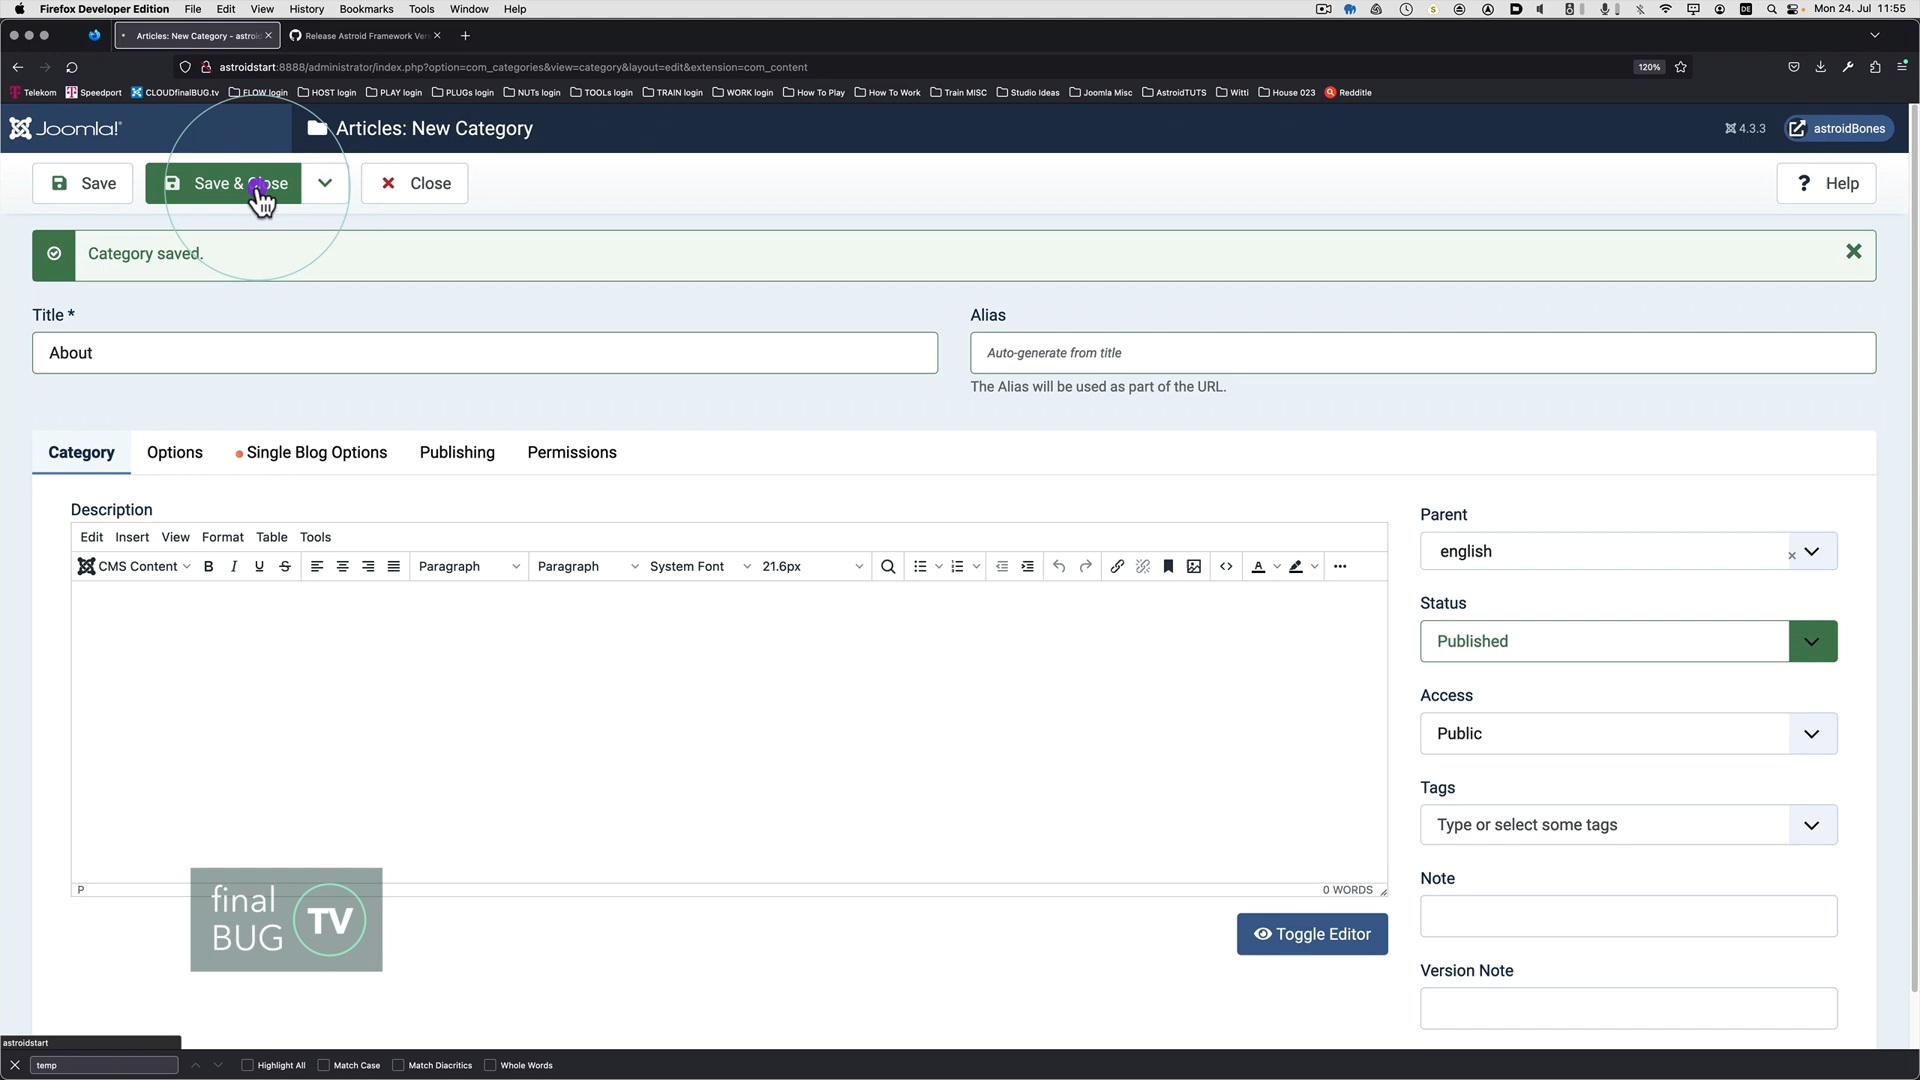 Firefox Developer Edition File Edit View History Bookmarks Tools Window Help Mon 24. Jul 11:55
Articles: New Category - astroid Release Astroid Framework Ver
astroidstart:8888/administrator/index.php?option=com_categories&view=category&layout=edit&extension=com_content 120%
Telekom Speedport CLOUDfinalBUG.tv FLOW login HOST login PLAY login PLUGs login NUTs login TOOLs login TRAIN login WORK login How To Play How To Work Train MISC Studio Ideas Joomla Misc AstroidTUTS Witti House 023 Redditle
Joomla!® Articles: New Category 4.3.3 astroidBones
Save Save & Close Close ? Help
Category saved.
Title * Alias
About Auto-generate from title
The Alias will be used as part of the URL.
Category Options Single Blog Options Publishing Permissions
Description
Edit Insert View Format Table Tools
CMS Content B I U S Paragraph Paragraph System Font 21.6px
P 0 WORDS
Toggle Editor
Parent
english
Status
Published
Access
Public
Tags
Type or select some tags
Note
Version Note
final BUG TV
astroidstart
temp Highlight All Match Case Match Diacritics Whole Words